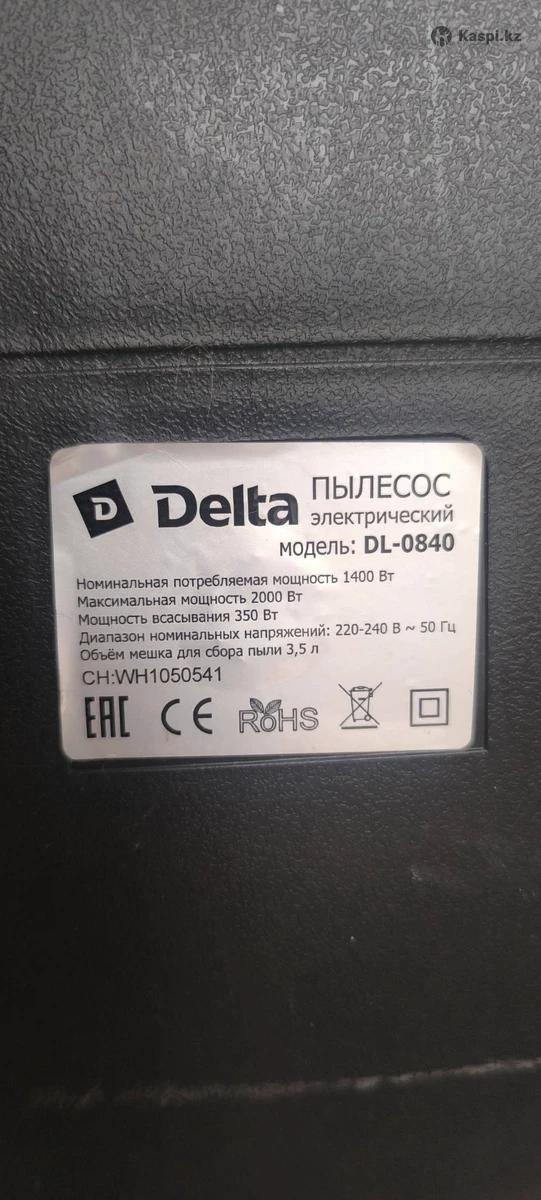 Kaspi.kz
D Delta
ПЫЛЕСОС
электрический
модель: DL-0840
Номинальная потребляемая мощность 1400 Вт
Максимальная мощность 2000 Вт
Мощность всасывания 350 Вт
Диапазон номинальных напряжений: 220-240 В ~ 50 Гц
Объём мешка для сбора пыли 3,5 л
СН:WH1050541
EAC CE RoHS